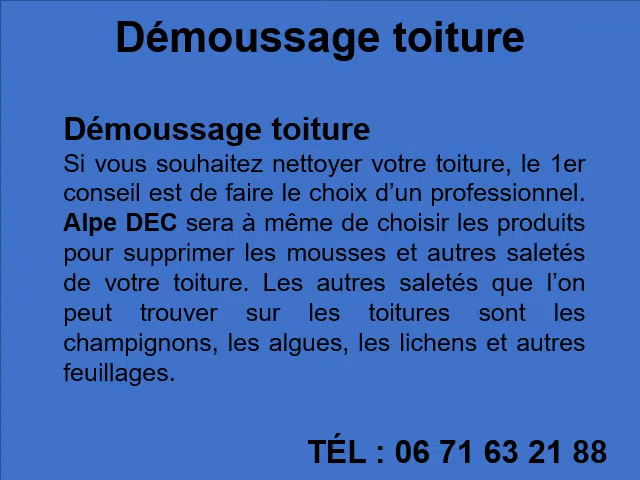 Démoussage toiture
Démoussage toiture
Si vous souhaitez nettoyer votre toiture, le 1er
conseil est de faire le choix d’un professionnel.
Alpe DEC sera à même de choisir les produits
pour supprimer les mousses et autres saletés
de votre toiture. Les autres saletés que l’on
peut trouver sur les toitures sont les
champignons, les algues, les lichens et autres
feuillages.
TÉL : 06 71 63 21 88